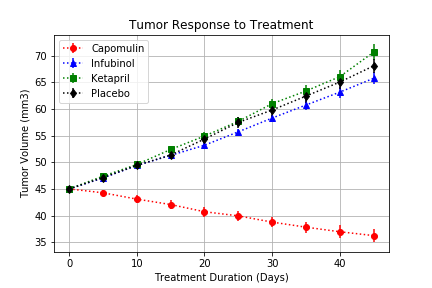 Tumor Response to Treatment
Capomulin
Infubinol
Ketapril
Placebo
70
65
60
55
50
45
40
35
Tumor Volume (mm3)
0 10 20 30 40
Treatment Duration (Days)